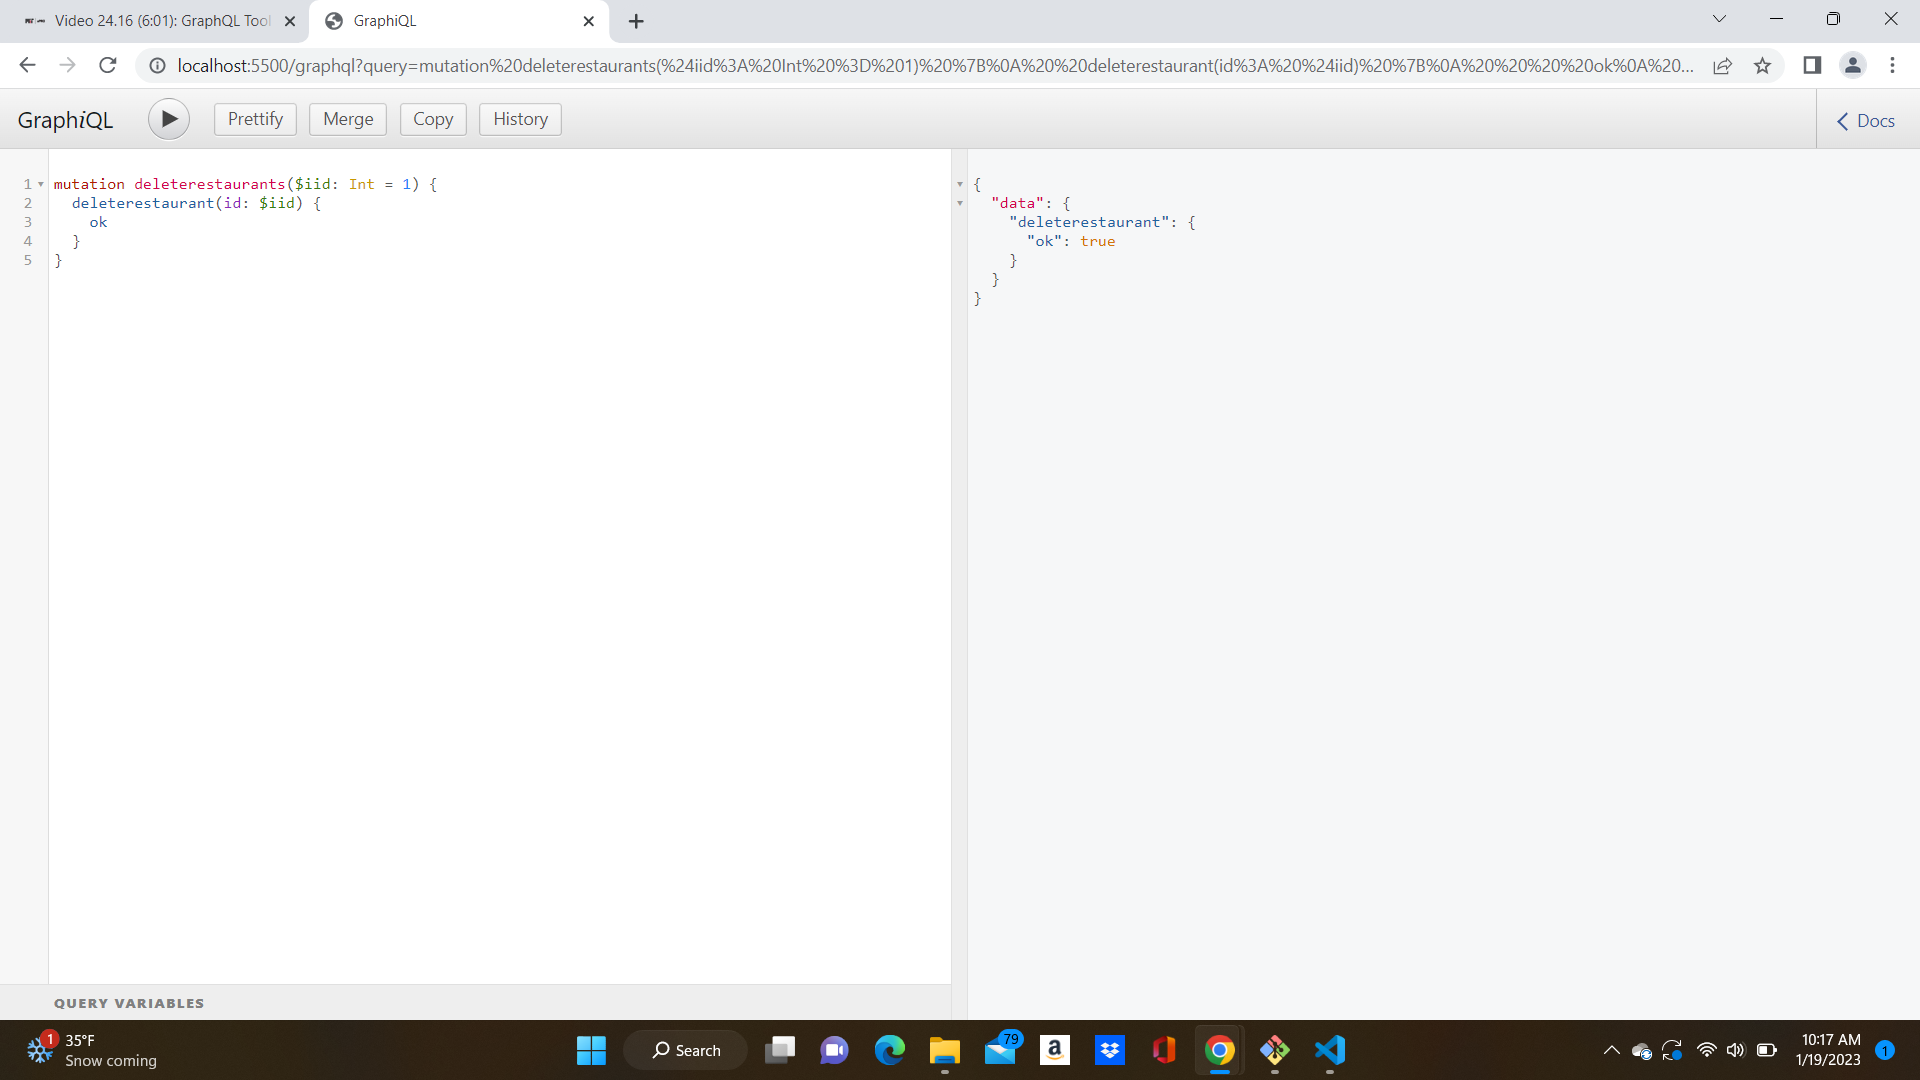 Video 24.16 (6:01): GraphQL Tool
GraphiQL
localhost:5500/graphql?query=mutation%20deleterestaurants(%24iid%3A%20Int%20%3D%201)%20%7B%0A%20%20deleterestaurant(id%3A%20%24iid)%20%7B%0A%20%20%20%20ok%0A%20...
GraphiQL
Prettify
Merge
Copy
History
Docs
1 mutation deleterestaurants($iid: Int = 1) {
2 deleterestaurant(id: $iid) {
3 ok
4 }
5 }
{
"data": {
"deleterestaurant": {
"ok": true
}
}
}
QUERY VARIABLES
1
35°F
Snow coming
Search
79
a
10:17 AM
1/19/2023
1